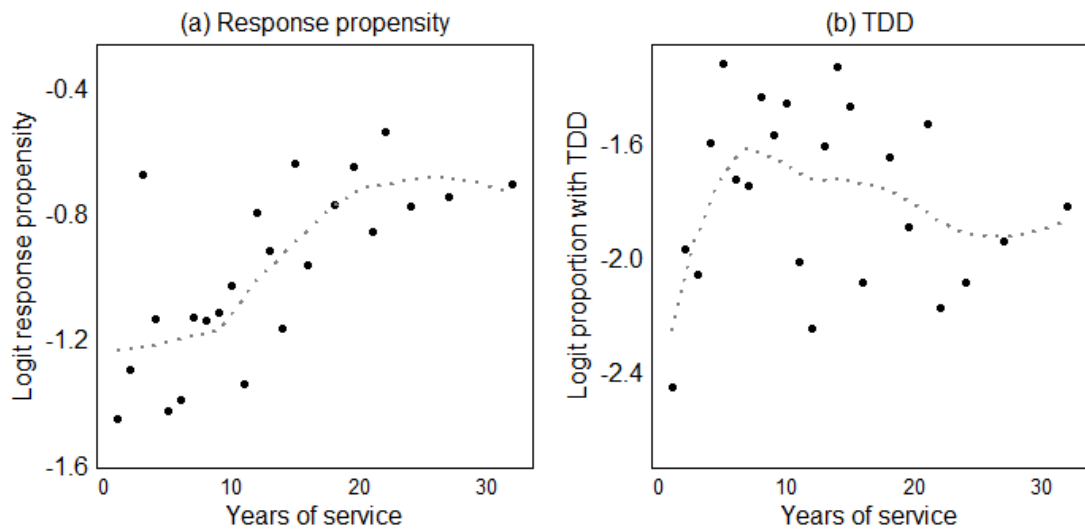 (a) Response propensity
Logit response propensity
-0.4
-0.8
-1.2
-1.6
0 10 20 30
Years of service
(b) TDD
Logit proportion with TDD
-1.6
-2.0
-2.4
0 10 20 30
Years of service